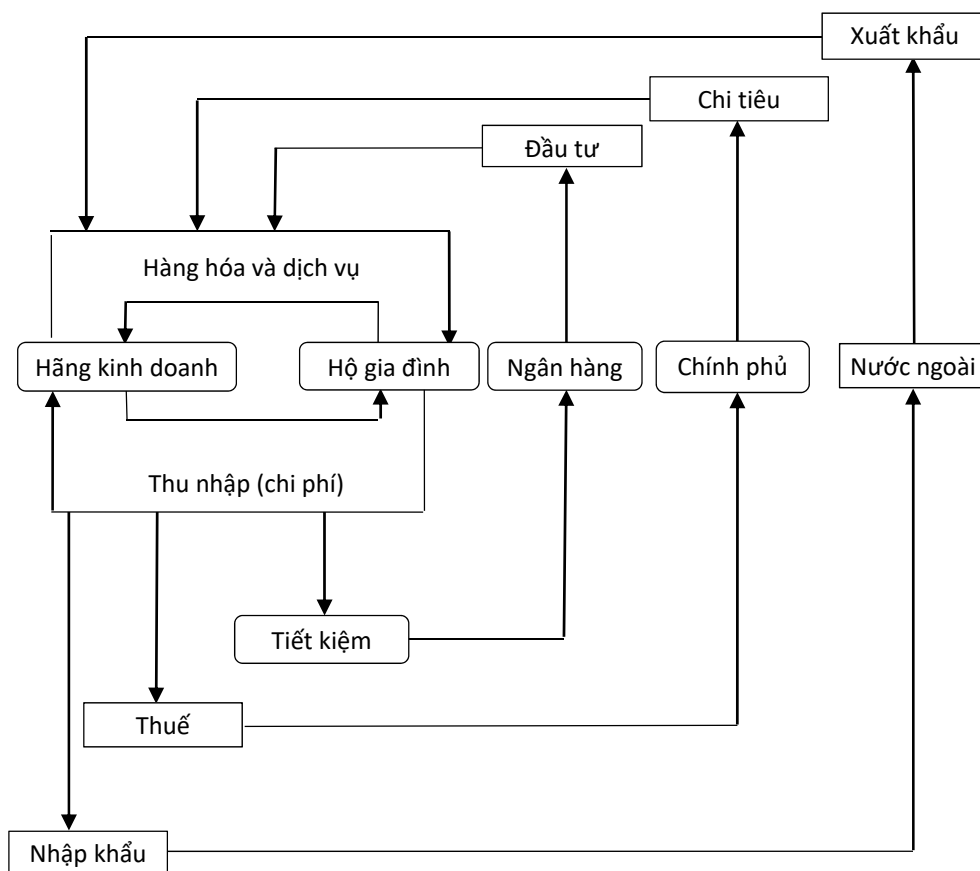 Xuất khẩu
Chi tiêu
Đầu tư
Hàng hóa và dịch vụ
Hãng kinh doanh
Hộ gia đình
Ngân hàng
Chính phủ
Nước ngoài
Thu nhập (chi phí)
Tiết kiệm
Thuế
Nhập khẩu